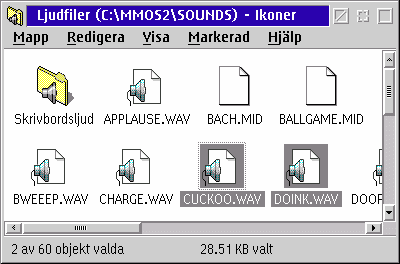 Ljudfiler (C:\MMOS2\SOUNDS) - Ikoner
Mapp Redigera Visa Markerad Hjälp
Skrivbordsljud APPLAUSE.WAV BACH.MID BALLGAME.MID
BWEEEP.WAV CHARGE.WAV CUCKOO.WAV DOINK.WAV DOOF
2 av 60 objekt valda 28.51 KB valt